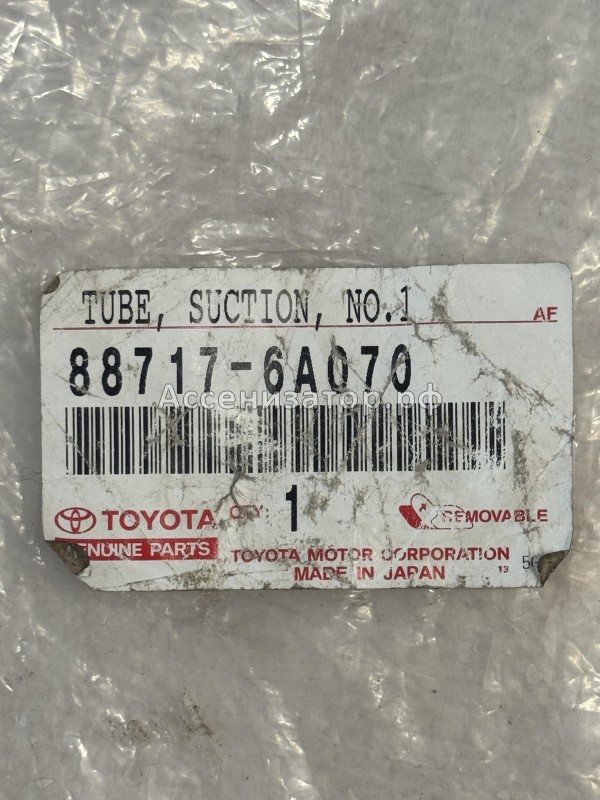 TUBE, SUCTION, NO.1
AF
88717-6A070
Ассенизатор.рф
TOYOTA QTY: 1 REMOVABLE
GENUINE PARTS
TOYOTA MOTOR CORPORATION
MADE IN JAPAN 13